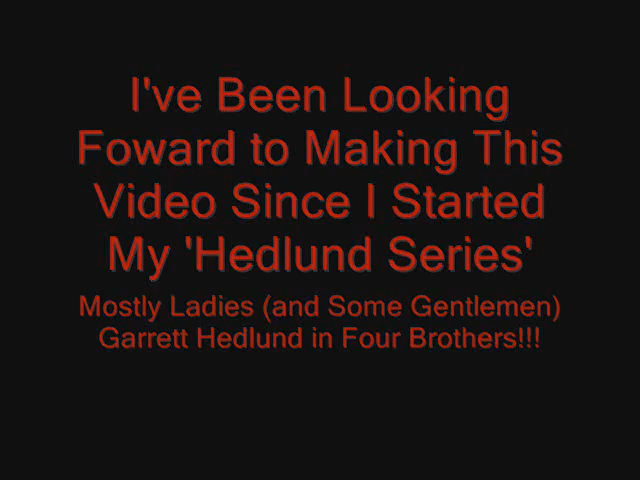 I've Been Looking
Foward to Making This
Video Since I Started
My 'Hedlund Series'
Mostly Ladies (and Some Gentlemen)
Garrett Hedlund in Four Brothers!!!